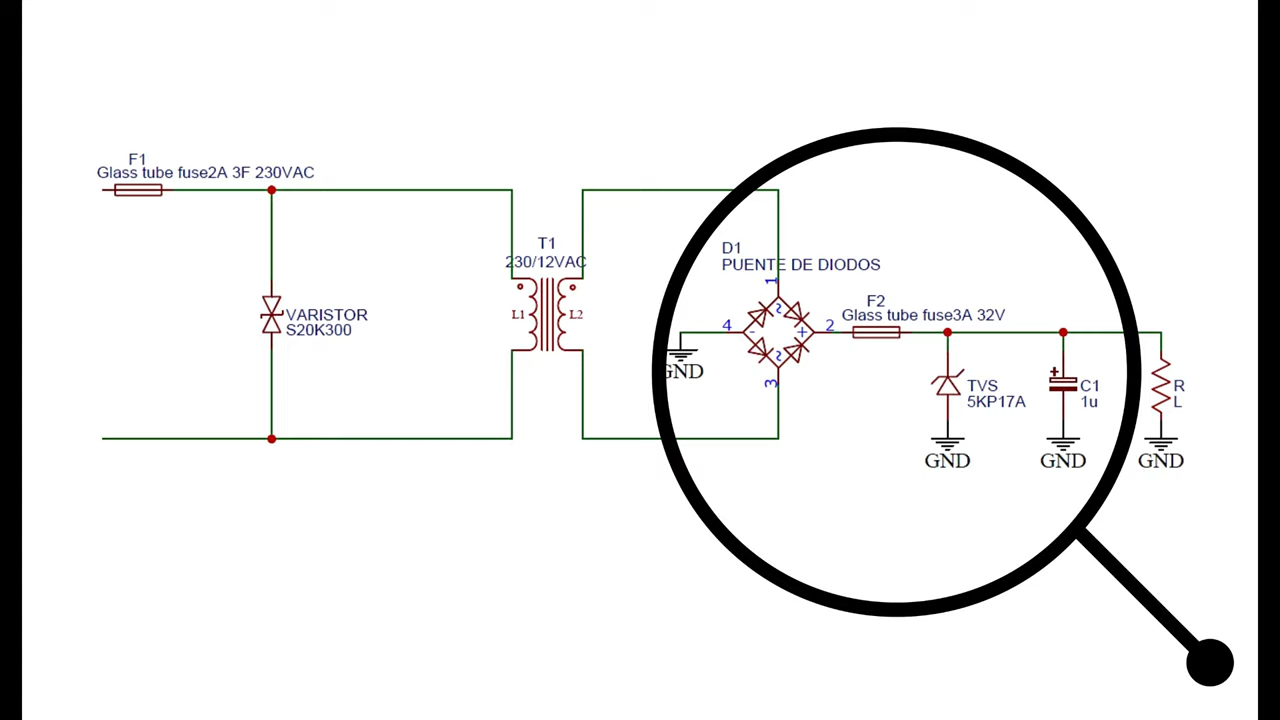 F1
Glass tube fuse2A 3F 230VAC
VARISTOR
S20K300
T1
230/12VAC
L1
L2
D1
PUENTE DE DIODOS
1
4
-
~
+
2
~
3
GND
F2
Glass tube fuse3A 32V
TVS
5KP17A
GND
+
C1
1u
GND
R
L
GND